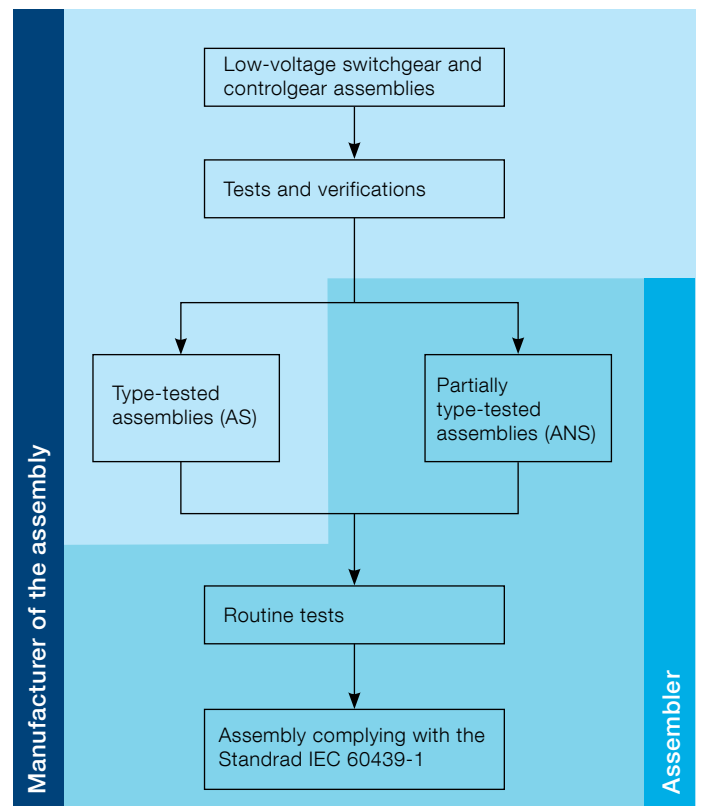 Low-voltage switchgear and
controlgear assemblies
Tests and verifications
Type-tested
assemblies (AS)
Partially
type-tested
assemblies (ANS)
Routine tests
Assembly complying with the
Standrad IEC 60439-1
Manufacturer of the assembly
Assembler